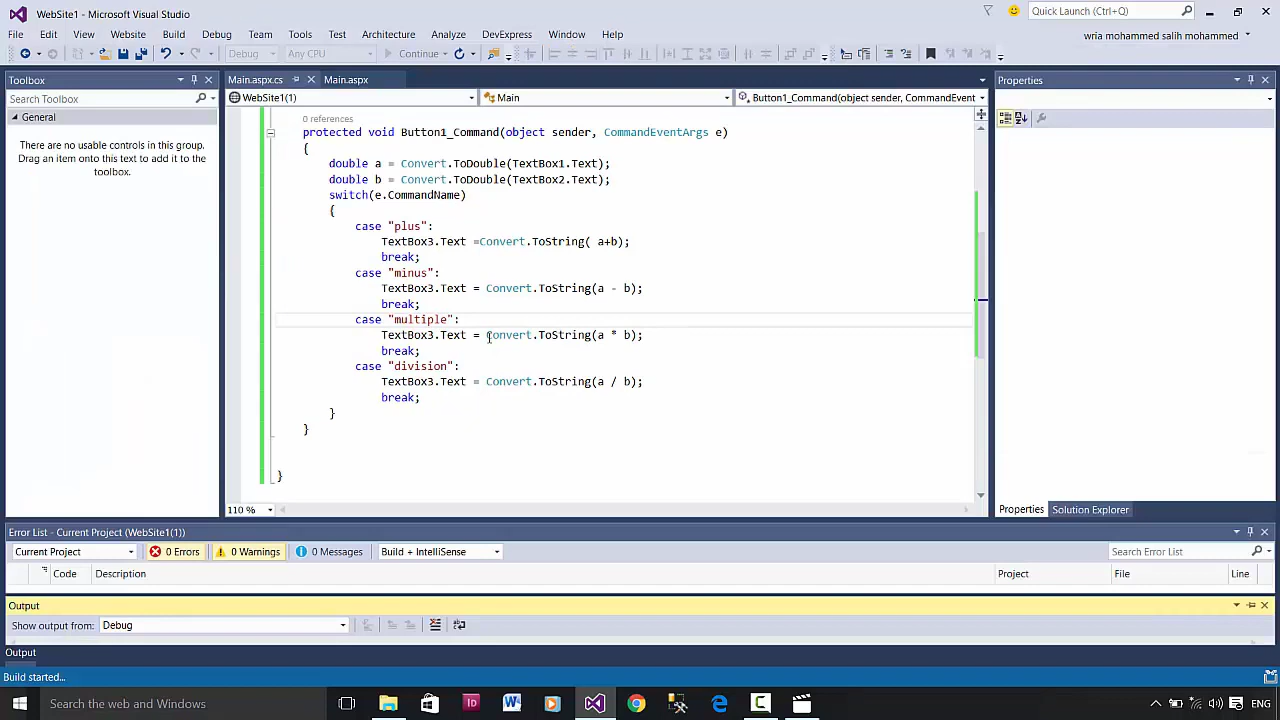 WebSite1 - Microsoft Visual Studio
Quick Launch (Ctrl+Q)
File Edit View Website Build Debug Team Tools Test Architecture Analyze DevExpress Window Help
wria mohammed salih mohammed
Debug Any CPU Continue
Toolbox
Main.aspx.cs Main.aspx
Properties
Search Toolbox
WebSite1(1) Main Button1_Command(object sender, CommandEvent
General
There are no usable controls in this group.
Drag an item onto this text to add it to the
toolbox.
0 references
protected void Button1_Command(object sender, CommandEventArgs e)
{
double a = Convert.ToDouble(TextBox1.Text);
double b = Convert.ToDouble(TextBox2.Text);
switch(e.CommandName)
{
case "plus":
TextBox3.Text =Convert.ToString( a+b);
break;
case "minus":
TextBox3.Text = Convert.ToString(a - b);
break;
case "multiple":
TextBox3.Text = Convert.ToString(a * b);
break;
case "division":
TextBox3.Text = Convert.ToString(a / b);
break;
}
}
}
110 %
Properties Solution Explorer
Error List - Current Project (WebSite1(1))
Current Project 0 Errors 0 Warnings 0 Messages Build + IntelliSense Search Error List
Code Description Project File Line
Output
Show output from: Debug
Output
Build started...
Search the web and Windows
ENG